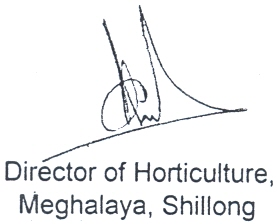 Director of Horticulture,
Meghalaya, Shillong